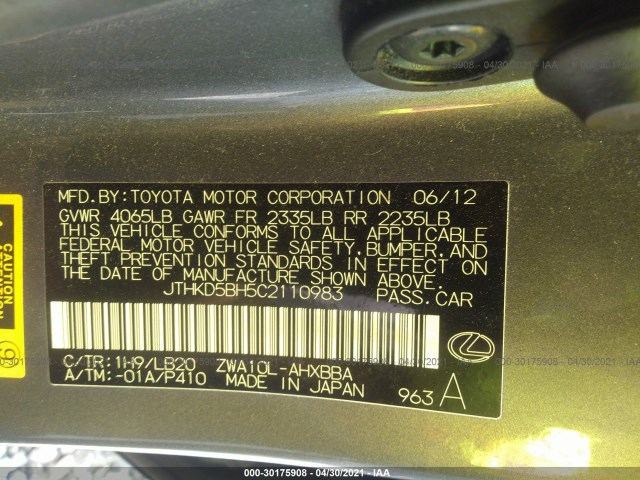 MFD.BY:TOYOTA MOTOR CORPORATION 06/12
GVWR 4065LB GAWR FR 2335LB RR 2235LB
THIS VEHICLE CONFORMS TO ALL APPLICABLE
FEDERAL MOTOR VEHICLE SAFETY, BUMPER, AND
THEFT PREVENTION STANDARDS IN EFFECT ON
THE DATE OF MANUFACTURE SHOWN ABOVE.
JTHKD5BH5C2110983 PASS.CAR
C/TR:1H9/LB20 ZWA10L-AHXBBA
A/TM:-01A/P410 MADE IN JAPAN 963 A
CAUTION
000-30175908 - 04/30/2021 - IAA